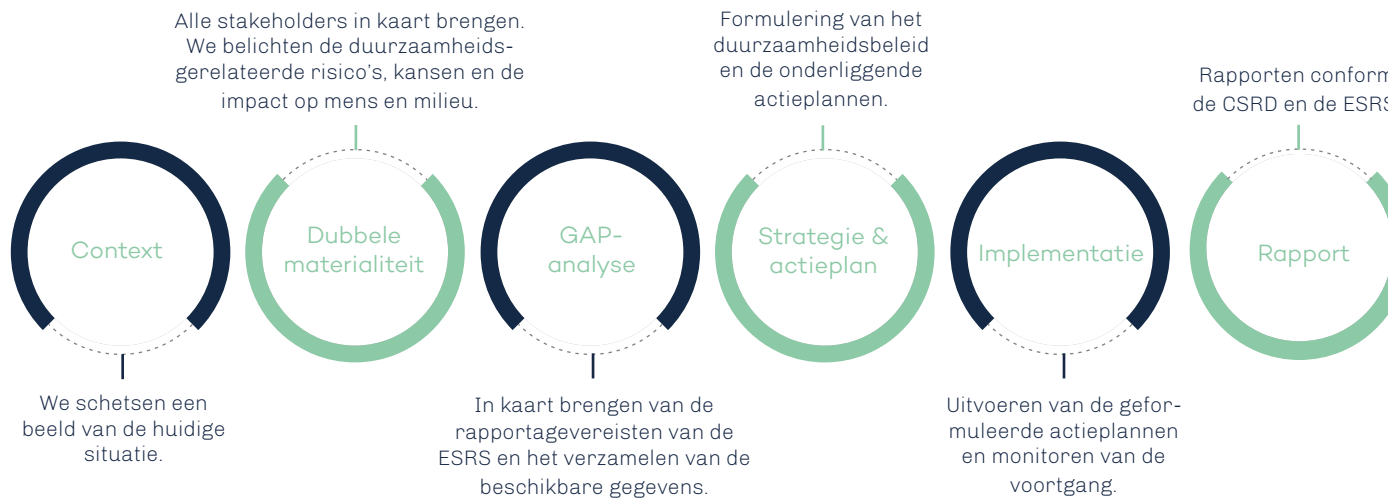 Alle stakeholders in kaart brengen.
We belichten de duurzaamheids-
gerelateerde risico's, kansen en de
impact op mens en milieu.
Formulering van het
duurzaamheidsbeleid
en de onderliggende
actieplannen.
Rapporten conform
de CSRD en de ESRS
Context
Dubbele
materialiteit
GAP-
analyse
Strategie &
actieplan
Implementatie
Rapport
We schetsen een
beeld van de huidige
situatie.
In kaart brengen van de
rapportagevereisten van de
ESRS en het verzamelen van de
beschikbare gegevens.
Uitvoeren van de gefor-
muleerde actieplannen
en monitoren van de
voortgang.